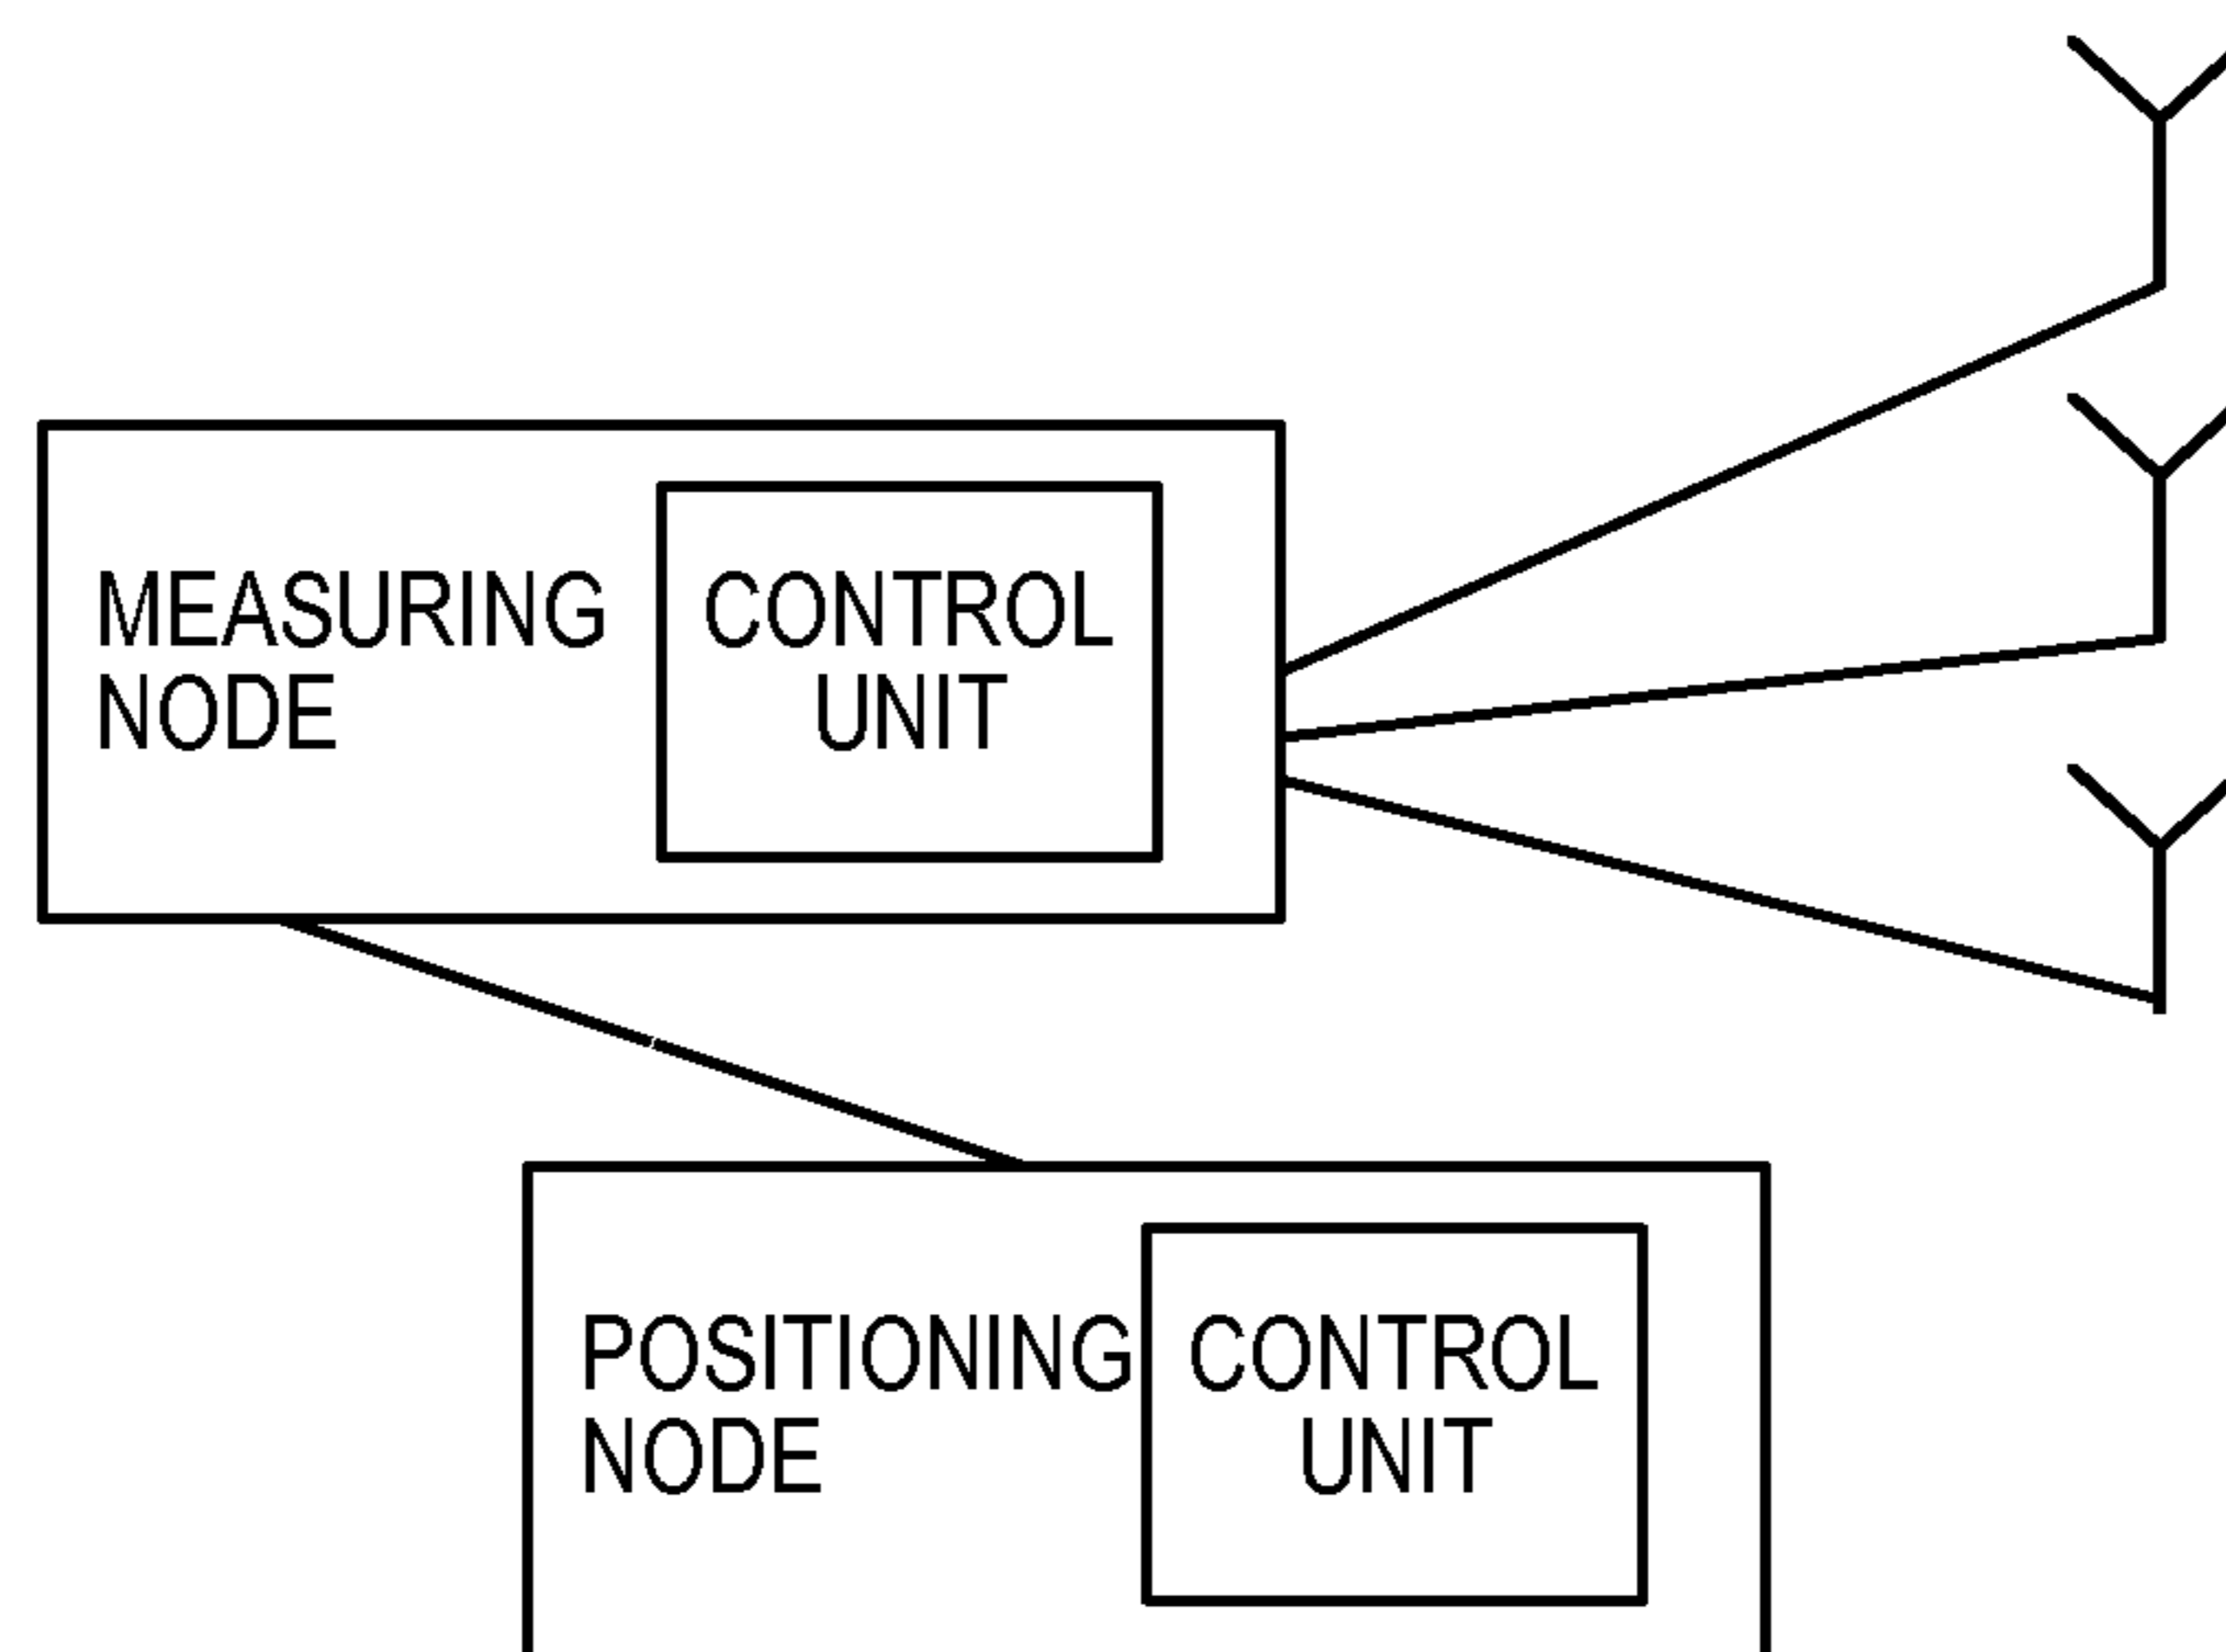 MEASURING
NODE
CONTROL
UNIT
POSITIONING
NODE
CONTROL
UNIT